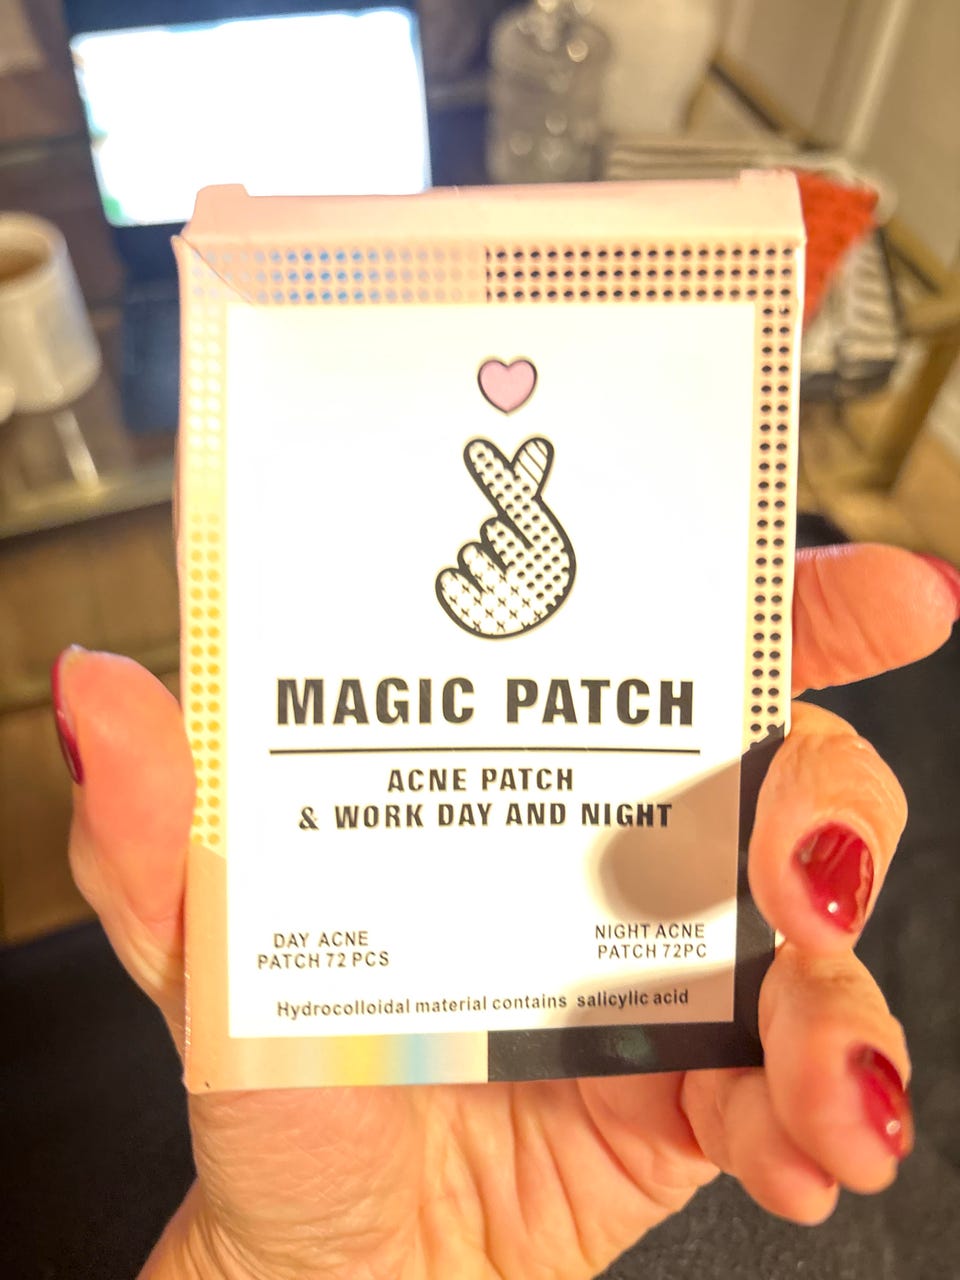 MAGIC PATCH
ACNE PATCH
& WORK DAY AND NIGHT
DAY ACNE
PATCH 72 PCS
NIGHT ACNE
PATCH 72PC
Hydrocolloidal material contains salicylic acid